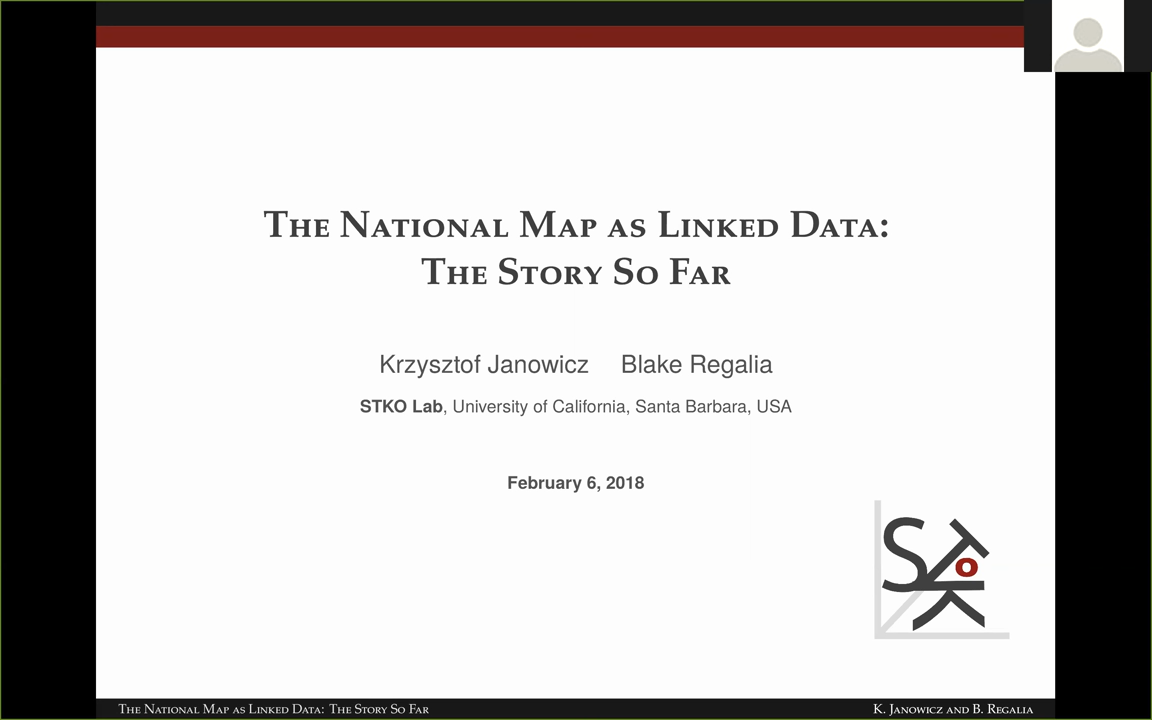 The National Map as Linked Data:
The Story So Far
Krzysztof Janowicz Blake Regalia
STKO Lab, University of California, Santa Barbara, USA
February 6, 2018
STKO
The National Map as Linked Data: The Story So Far
K. Janowicz and B. Regalia